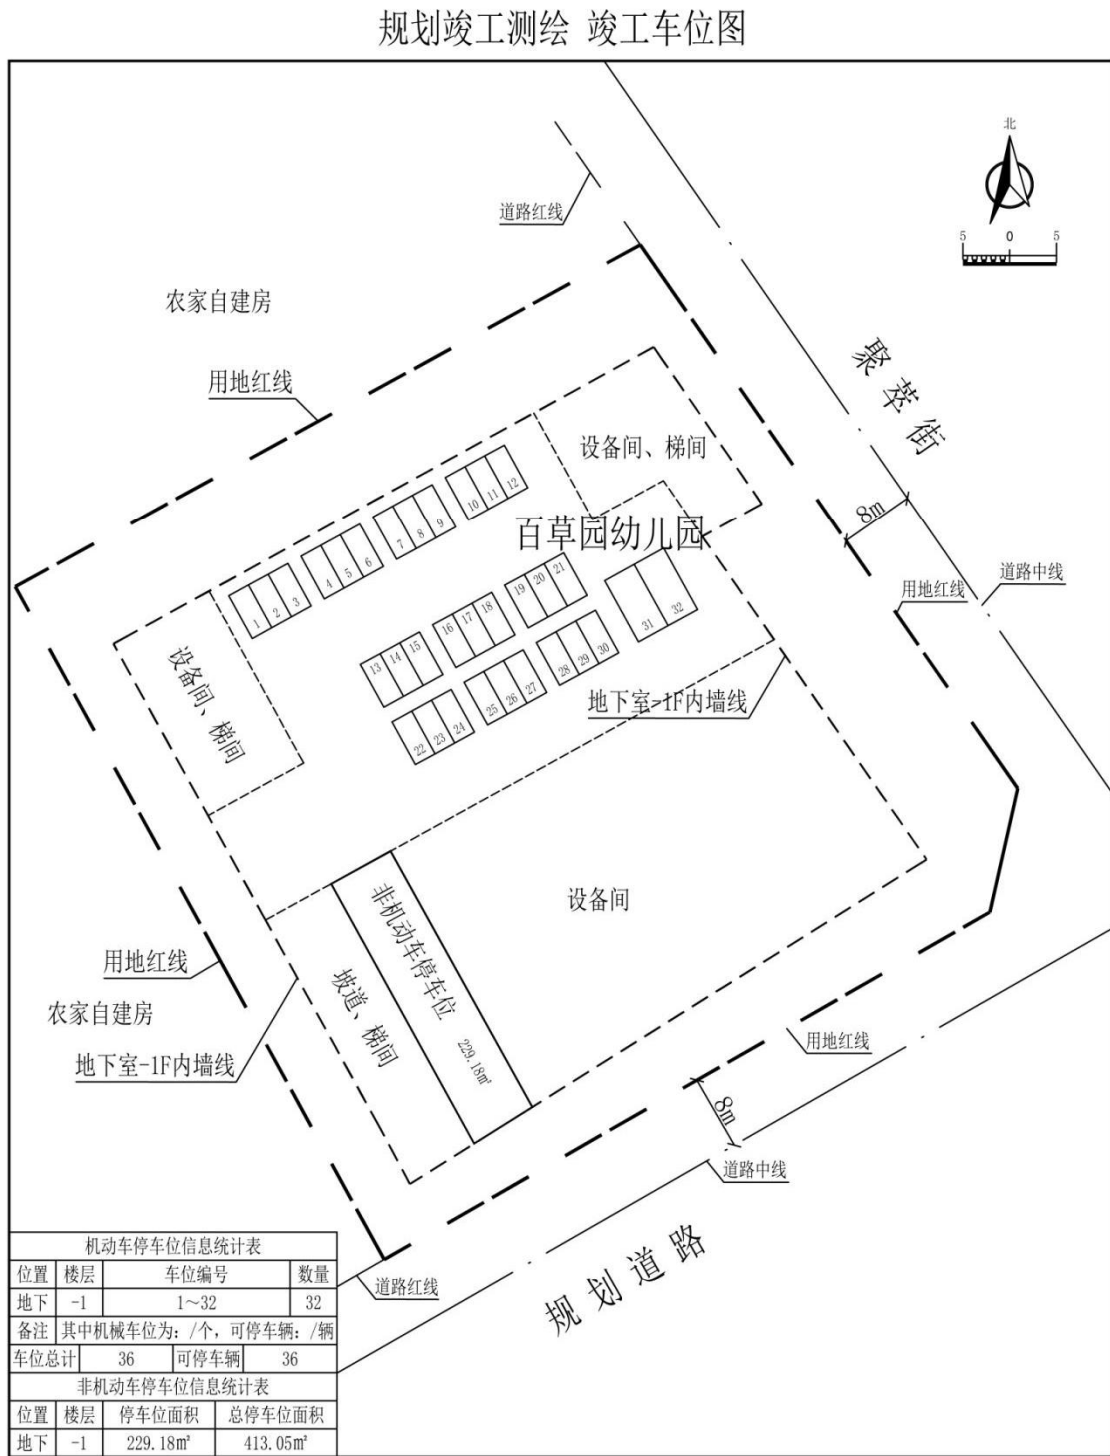 规划竣工测绘 竣工车位图
北
5 0 5
道路红线
农家自建房
用地红线
聚萃街
设备间、梯间
10 11 12
7 8 9
4 5 6
1 2 3
百草园幼儿园
8m
道路中线
用地红线
19 20 21
16 17 18
13 14 15
31 32
28 29 30
25 26 27
22 23 24
设备间、梯间
地下室-1F内墙线
设备间
非机动车停车位 229.18㎡
坡道、梯间
用地红线
农家自建房
地下室-1F内墙线
用地红线
8m
道路中线
规划道路
道路红线
机动车停车位信息统计表
位置 楼层 车位编号 数量
地下 -1 1～32 32
备注 其中机械车位为: /个, 可停车辆: /辆
车位总计 36 可停车辆 36
非机动车停车位信息统计表
位置 楼层 停车位面积 总停车位面积
地下 -1 229.18㎡ 413.05㎡